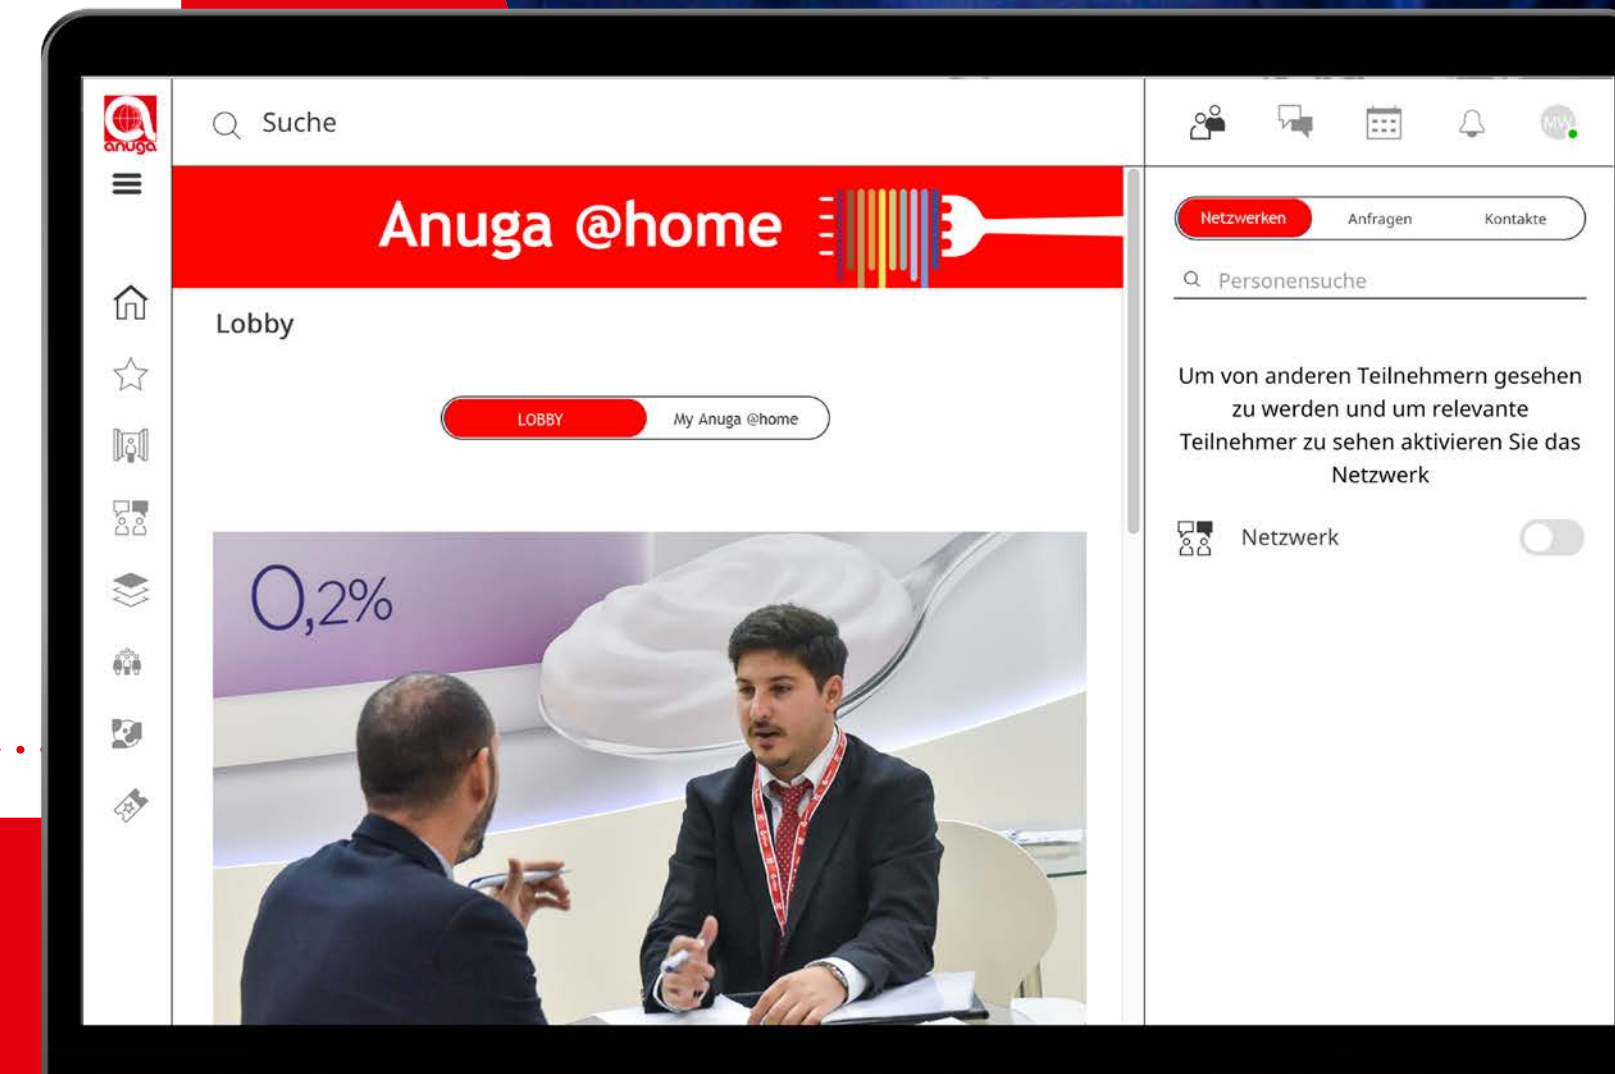 anuga
Suche
MW
Anuga @home
Netzwerken
Anfragen
Kontakte
Personensuche
Lobby
LOBBY
My Anuga @home
Um von anderen Teilnehmern gesehen
zu werden und um relevante
Teilnehmer zu sehen aktivieren Sie das
Netzwerk
Netzwerk
0,2%